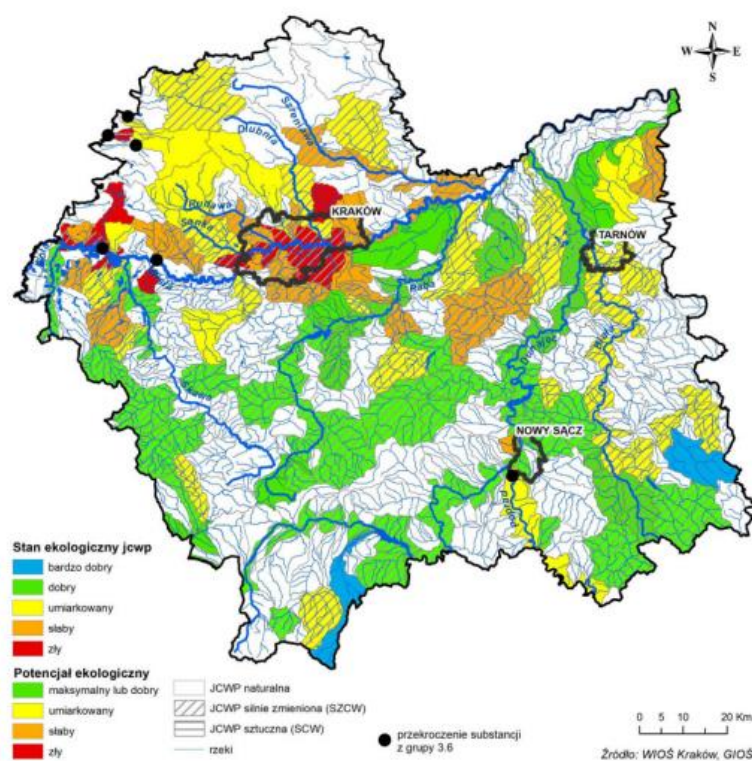 N
W E
S
Szreniawa
Dłubnia
Rudawa
Sanka
KRAKÓW
TARNÓW
Raba
Dunajec
Biała
Skawa
NOWY SĄCZ
Poprad
Stan ekologiczny jcwp
bardzo dobry
dobry
umiarkowany
słaby
zły
Potencjał ekologiczny
maksymalny lub dobry
umiarkowany
słaby
zły
JCWP naturalna
JCWP silnie zmieniona (SZCW)
JCWP sztuczna (SCW)
rzeki
przekroczenie substancji
z grupy 3.6
0 10 20 Km
Źródło: WIOŚ Kraków, GIOŚ